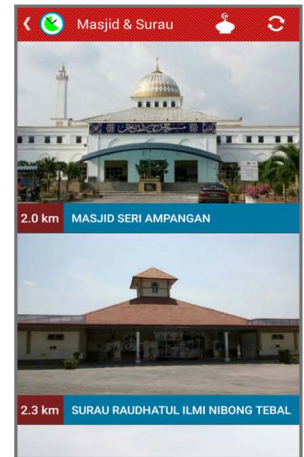 Masjid & Surau
2.0 km MASJID SERI AMPANGAN
2.3 km SURAU RAUDHATUL ILMI NIBONG TEBAL